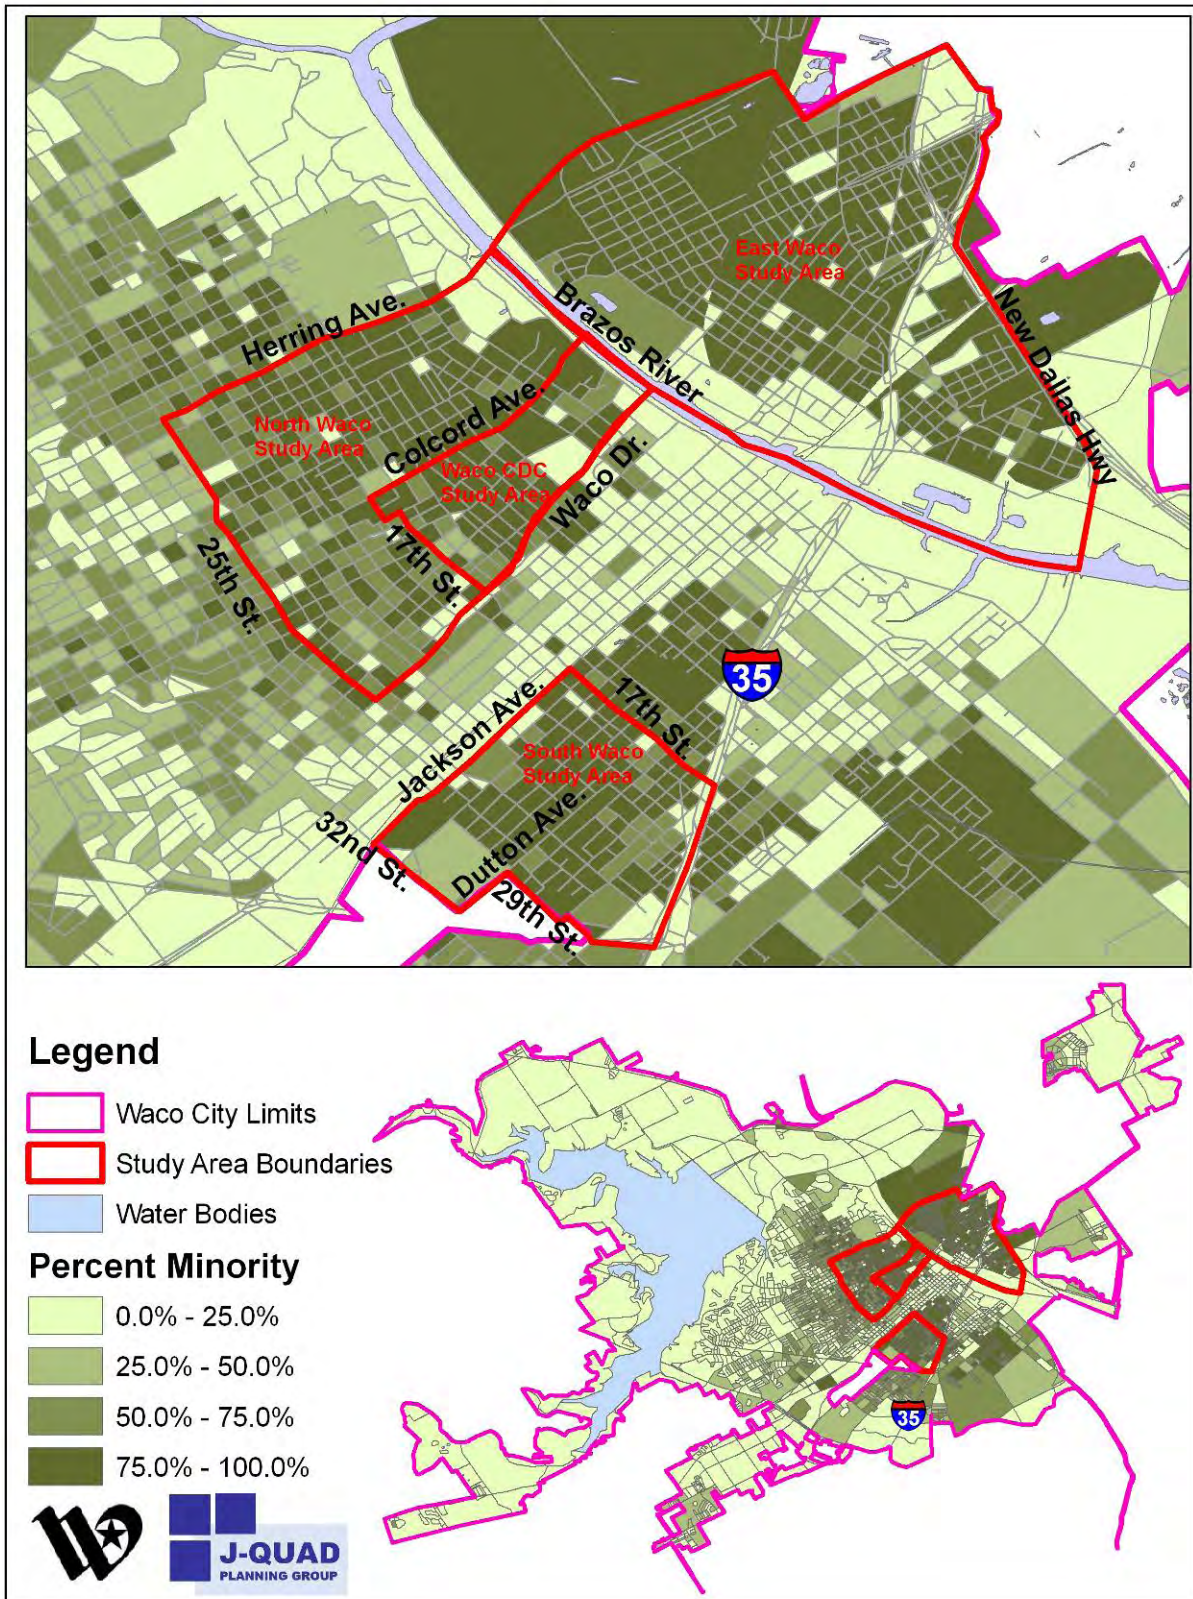 East Waco
Study Area
New Dallas Hwy
Brazos River
Herring Ave.
North Waco
Study Area
Colcord Ave.
Waco CDC
Study Area
Waco Dr.
17th St.
25th St.
35
17th St.
Jackson Ave.
South Waco
Study Area
Dutton Ave.
32nd St.
29th St.
Legend
Waco City Limits
Study Area Boundaries
Water Bodies
Percent Minority
0.0% - 25.0%
25.0% - 50.0%
50.0% - 75.0%
75.0% - 100.0%
35
W
J-QUAD
PLANNING GROUP